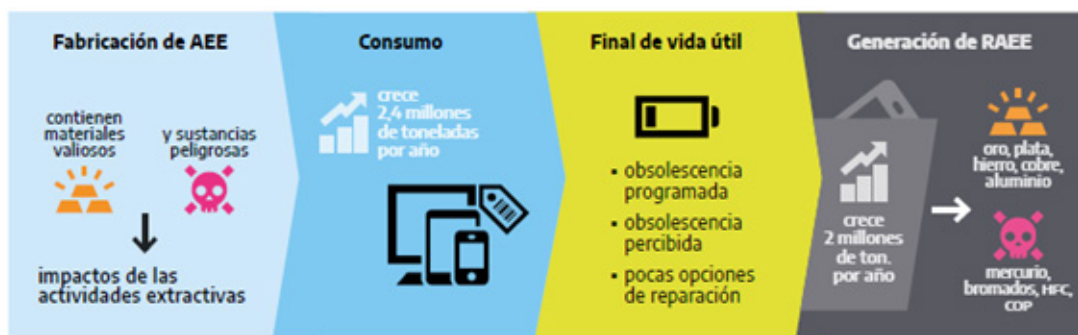 Fabricación de AEE
contienen
materiales
valiosos
y sustancias
peligrosas
impactos de las
actividades extractivas
Consumo
crece
2,4 millones
de toneladas
por año
Final de vida útil
▪ obsolescencia
programada
▪ obsolescencia
percibida
▪ pocas opciones
de reparación
Generación de RAEE
crece
2 millones
de ton.
por año
oro, plata,
hierro, cobre,
aluminio
mercurio,
bromados, HFC,
COP